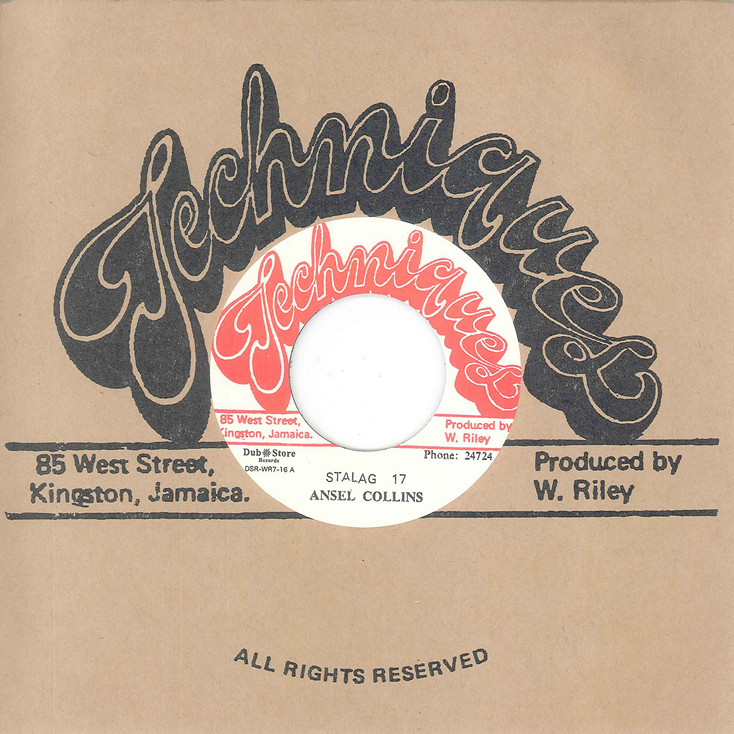 Techniques
Techniques
85 West Street,
Kingston, Jamaica.
Produced by
W. Riley
Dub Store
Records
DSR-WR7-16 A
Phone: 24724
STALAG 17
ANSEL COLLINS
85 West Street,
Kingston, Jamaica.
Produced by
W. Riley
ALL RIGHTS RESERVED